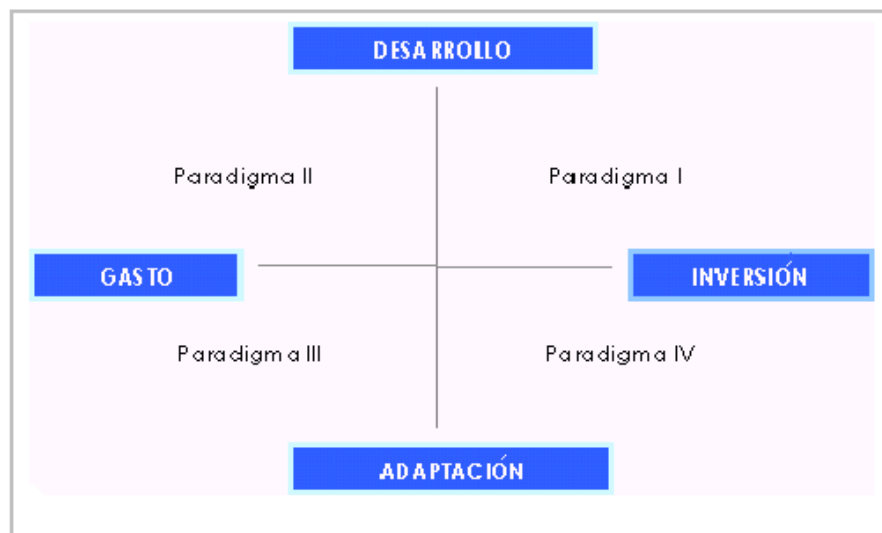 DESARROLLO
Paradigma II
Paradigma I
GASTO
INVERSIÓN
Paradigma III
Paradigma IV
ADAPTACIÓN